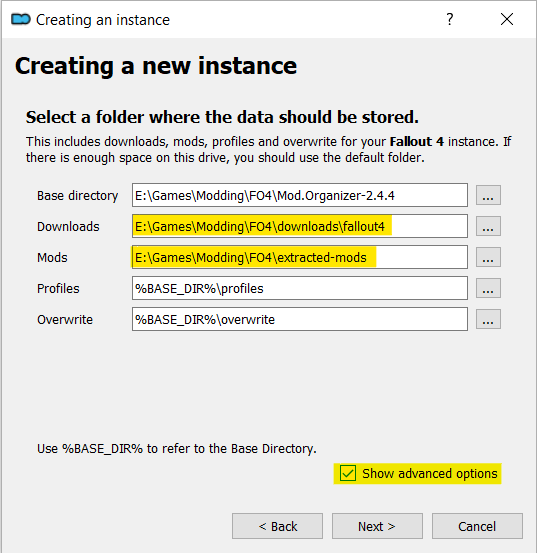 Creating an instance
?
Creating a new instance
Select a folder where the data should be stored.
This includes downloads, mods, profiles and overwrite for your Fallout 4 instance. If
there is enough space on this drive, you should use the default folder.
Base directory E:\Games\Modding\FO4\Mod.Organizer-2.4.4 ...
Downloads E:\Games\Modding\FO4\downloads\fallout4 ...
Mods E:\Games\Modding\FO4\extracted-mods ...
Profiles %BASE_DIR%\profiles ...
Overwrite %BASE_DIR%\overwrite ...
Use %BASE_DIR% to refer to the Base Directory.
Show advanced options
< Back Next > Cancel